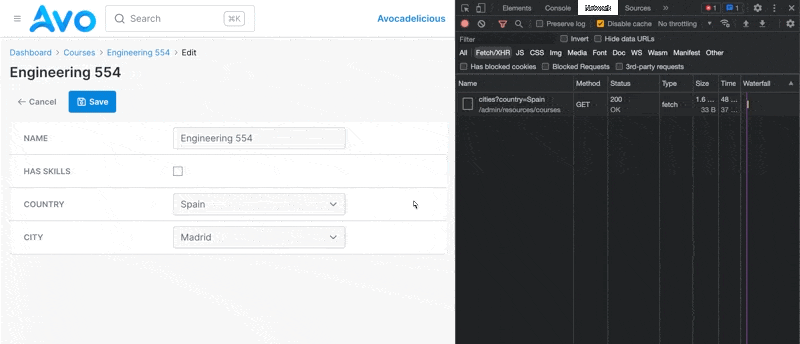 AVO
Search
⌘K
Avocadelicious
Dashboard > Courses > Engineering 554 > Edit
Engineering 554
← Cancel
Save
NAME
Engineering 554
HAS SKILLS
COUNTRY
Spain
CITY
Madrid
Elements Console Network Sources » 1 1
Preserve log Disable cache No throttling
Filter
Invert Hide data URLs
All Fetch/XHR JS CSS Img Media Font Doc WS Wasm Manifest Other
Has blocked cookies Blocked Requests 3rd-party requests
Name Method Status Type Size Time Waterfall
cities?country=Spain GET 200 fetch 1.6 ... 48 ...
/admin/resources/courses OK 33 B 37 ...